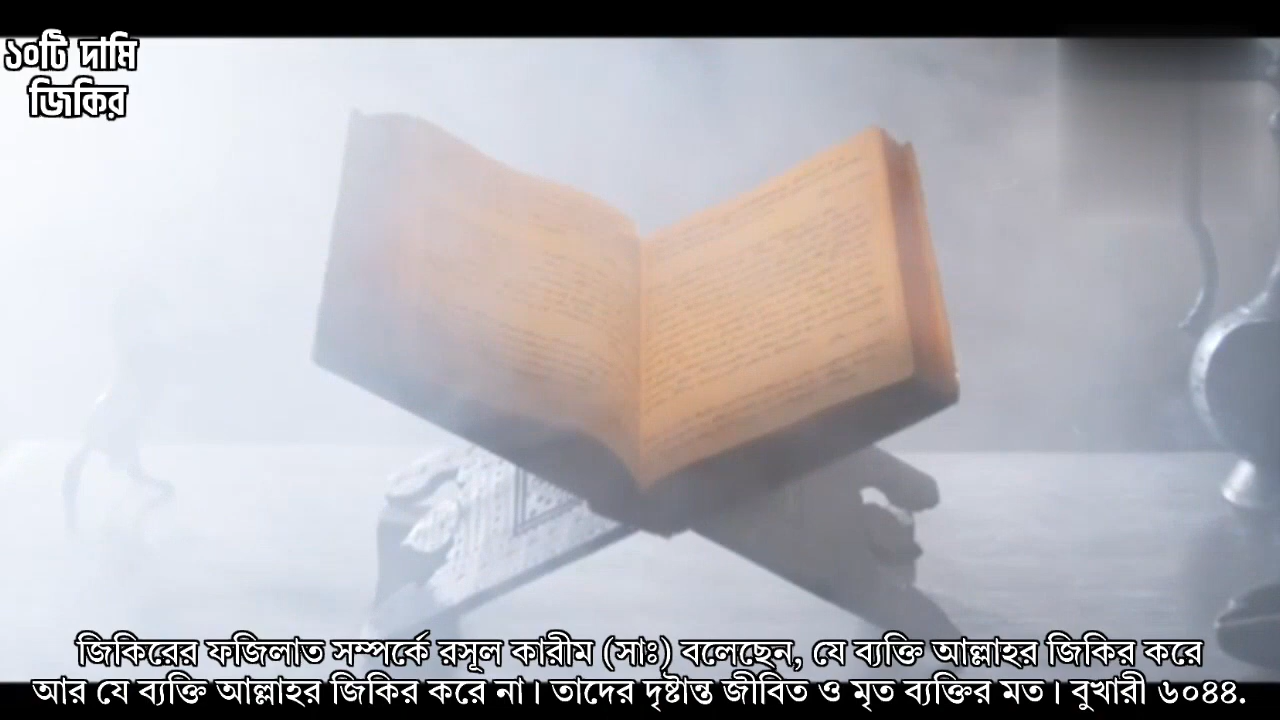 ১০টি দামি
জিকির
জিকিরের ফজিলাত সম্পর্কে রসূল কারীম (সাঃ) বলেছেন, যে ব্যক্তি আল্লাহর জিকির করে
আর যে ব্যক্তি আল্লাহর জিকির করে না। তাদের দৃষ্টান্ত জীবিত ও মৃত ব্যক্তির মত। বুখারী ৬০৪৪.